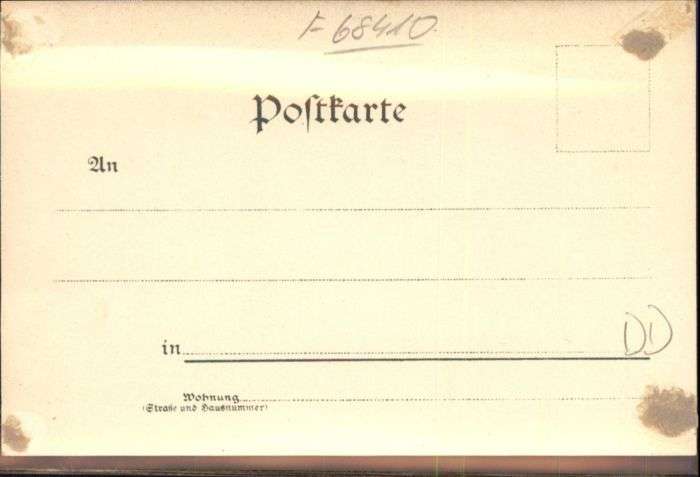 F-68410
Postkarte
An
in
DD
Wohnung
(Straße und Hausnummer)